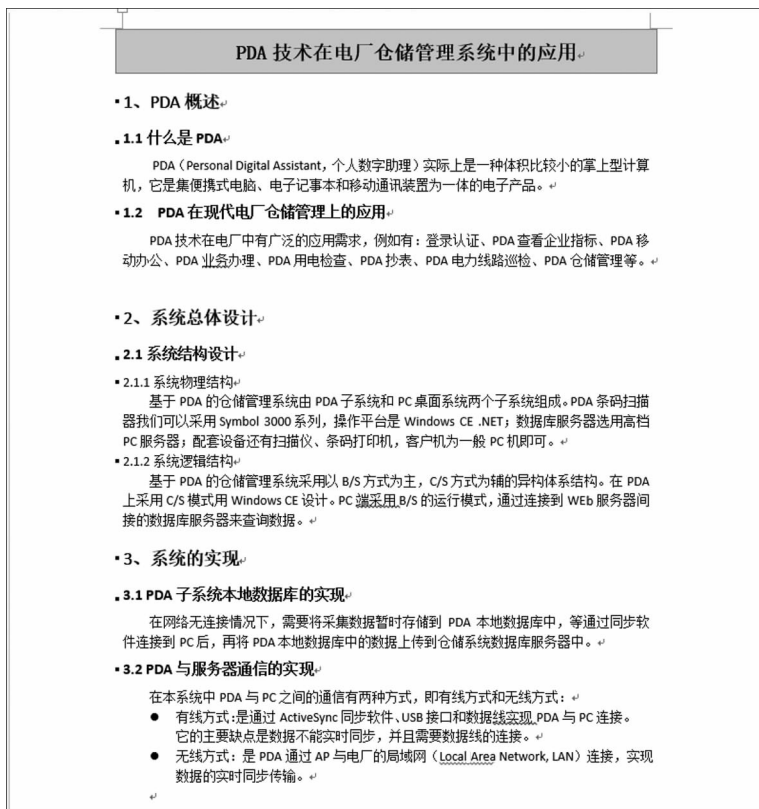 PDA 技术在电厂仓储管理系统中的应用
1、PDA 概述
1.1 什么是 PDA
PDA（Personal Digital Assistant，个人数字助理）实际上是一种体积比较小的掌上型计算
机，它是集便携式电脑、电子记事本和移动通讯装置为一体的电子产品。
1.2 PDA 在现代电厂仓储管理上的应用
PDA 技术在电厂中有广泛的应用需求，例如有：登录认证、PDA 查看企业指标、PDA 移
动办公、PDA 业务办理、PDA 用电检查、PDA 抄表、PDA 电力线路巡检、PDA 仓储管理等。
2、系统总体设计
2.1 系统结构设计
2.1.1 系统物理结构
基于 PDA 的仓储管理系统由 PDA 子系统和 PC 桌面系统两个子系统组成。PDA 条码扫描
器我们可以采用 Symbol 3000 系列，操作平台是 Windows CE .NET；数据库服务器选用高档
PC 服务器；配套设备还有扫描仪、条码打印机，客户机为一般 PC 机即可。
2.1.2 系统逻辑结构
基于 PDA 的仓储管理系统采用以 B/S 方式为主，C/S 方式为辅的异构体系结构。在 PDA
上采用 C/S 模式用 Windows CE 设计。PC 端采用 B/S 的运行模式，通过连接到 WEb 服务器间
接的数据库服务器来查询数据。
3、系统的实现
3.1 PDA 子系统本地数据库的实现
在网络无连接情况下，需要将采集数据暂时存储到 PDA 本地数据库中，等通过同步软
件连接到 PC 后，再将 PDA 本地数据库中的数据上传到仓储系统数据库服务器中。
3.2 PDA 与服务器通信的实现
在本系统中 PDA 与 PC 之间的通信有两种方式，即有线方式和无线方式：
● 有线方式：是通过 ActiveSync 同步软件、USB 接口和数据线实现 PDA 与 PC 连接。
它的主要缺点是数据不能实时同步，并且需要数据线的连接。
● 无线方式：是 PDA 通过 AP 与电厂的局域网（Local Area Network, LAN）连接，实现
数据的实时同步传输。